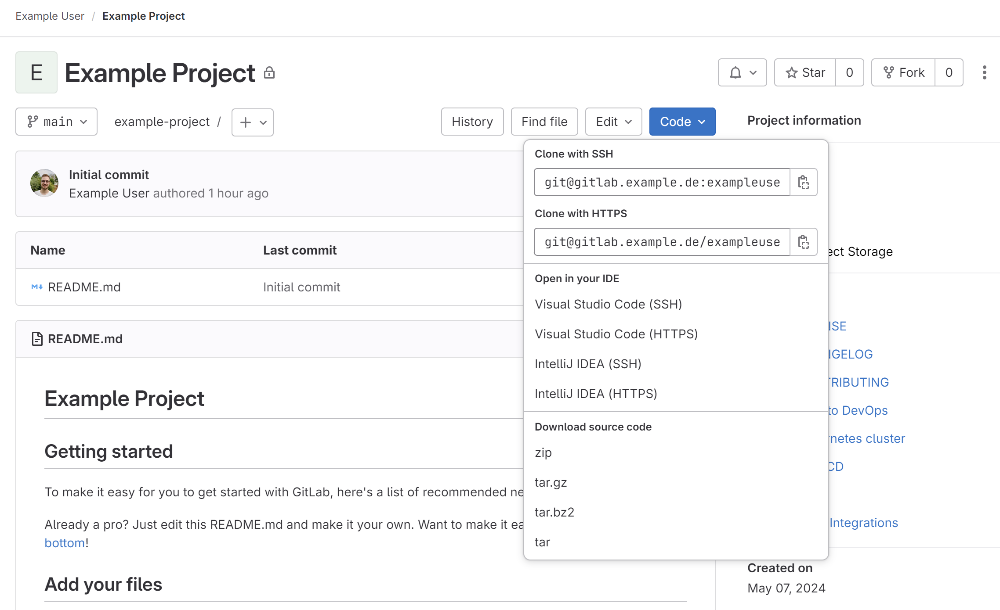 Example User / Example Project
E Example Project
Star 0 Fork 0
main example-project / History Find file Edit Code
Project information
Clone with SSH
git@gitlab.example.de:exampleuse
Clone with HTTPS
git@gitlab.example.de/exampleuse
Open in your IDE
Visual Studio Code (SSH)
Visual Studio Code (HTTPS)
IntelliJ IDEA (SSH)
IntelliJ IDEA (HTTPS)
Download source code
zip
tar.gz
tar.bz2
tar
Initial commit
Example User authored 1 hour ago
Name Last commit
README.md Initial commit
README.md
Example Project
Getting started
To make it easy for you to get started with GitLab, here's a list of recommended ne
Already a pro? Just edit this README.md and make it your own. Want to make it ea
bottom!
Add your files
ect Storage
ISE
IGELOG
TRIBUTING
to DevOps
rnetes cluster
CD
Integrations
Created on
May 07, 2024